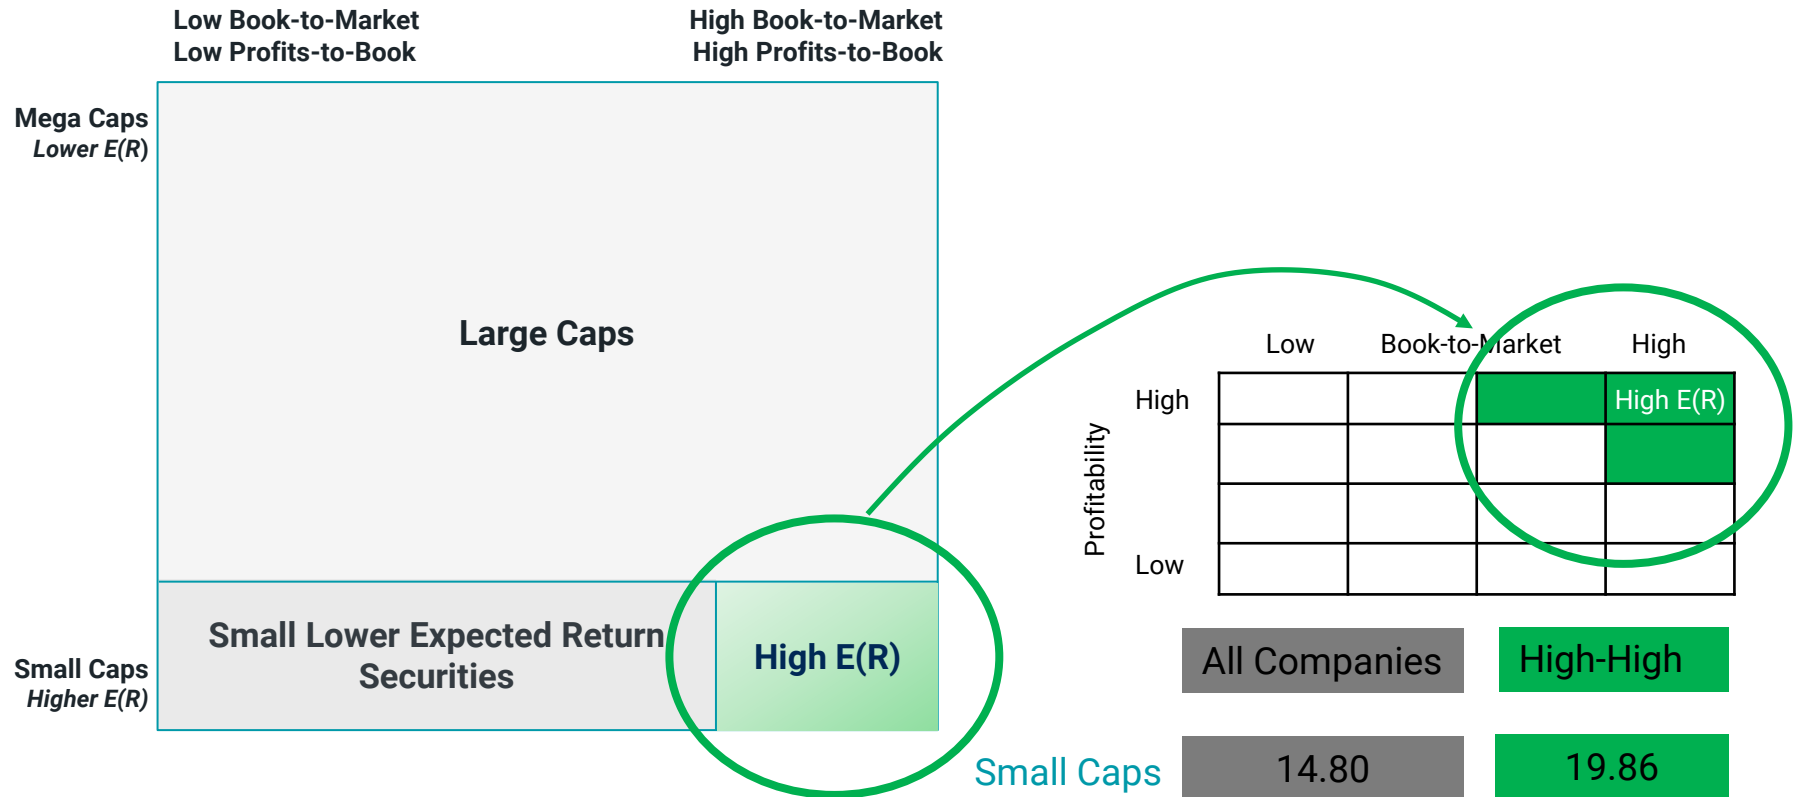 Low Book-to-Market
Low Profits-to-Book
High Book-to-Market
High Profits-to-Book
Mega Caps
Lower E(R)
Large Caps
Small Lower Expected Return
Securities
High E(R)
Small Caps
Higher E(R)
Low
Book-to-Market
High
Profitability
High
High E(R)
Low
All Companies
High-High
Small Caps
14.80
19.86